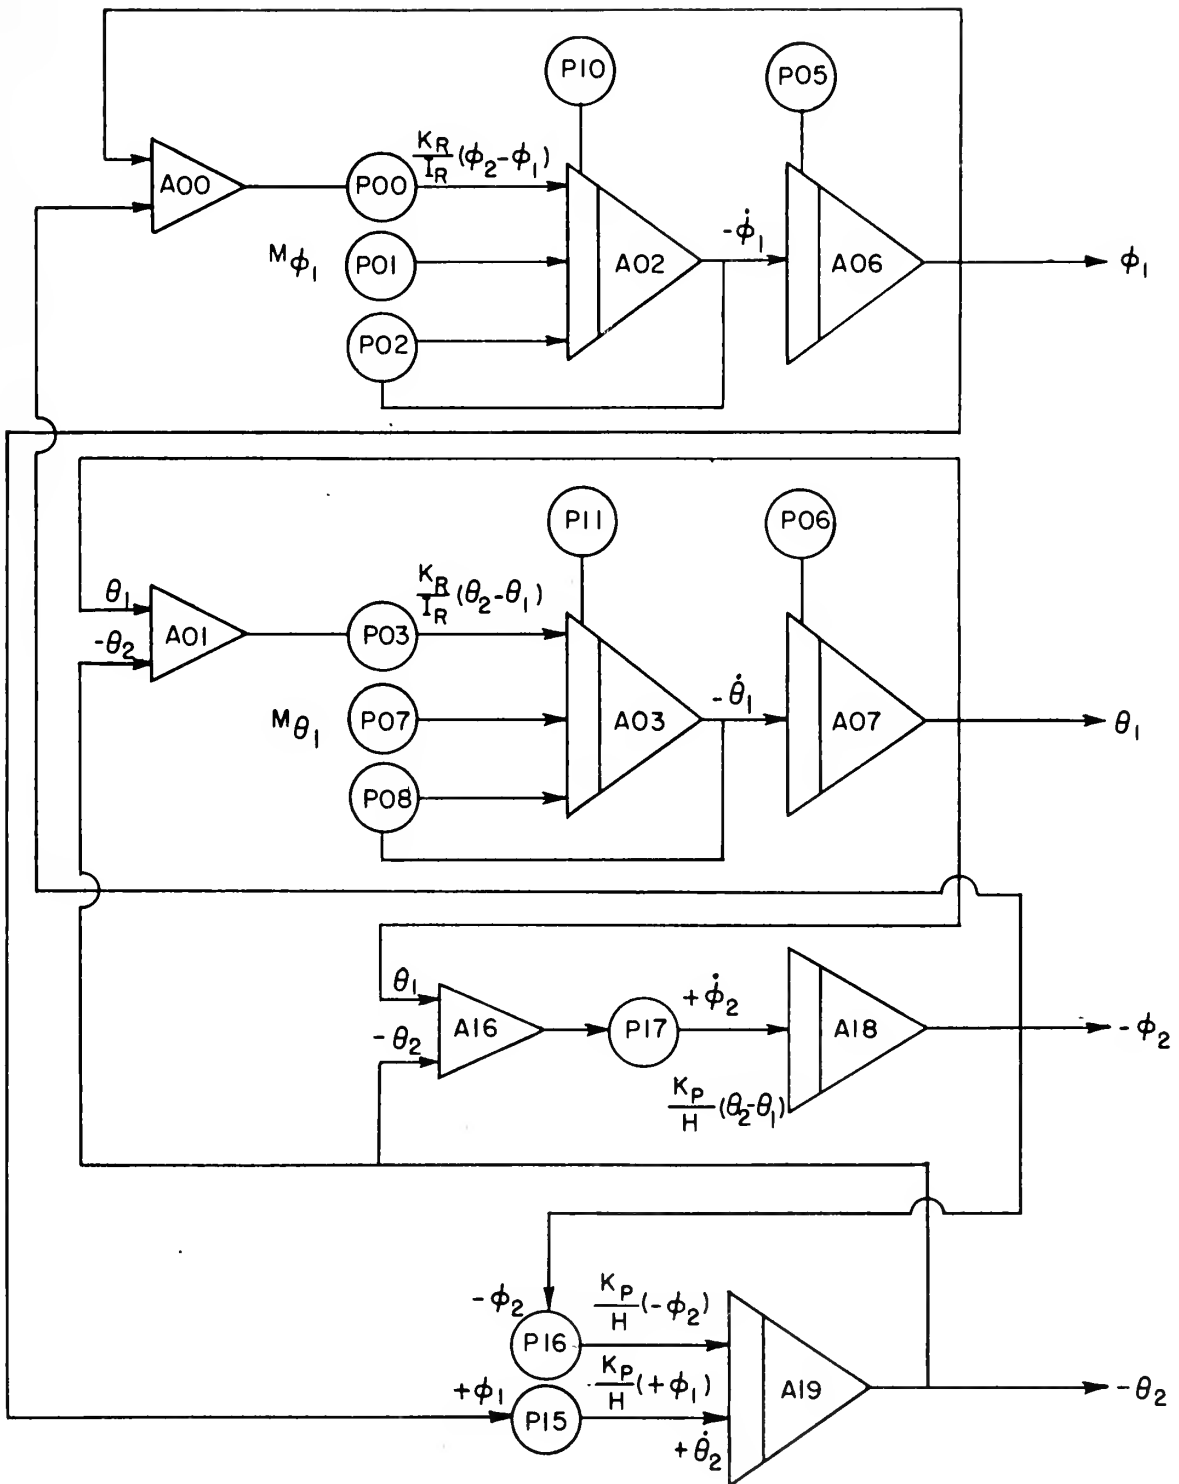 P10
P05
A00
P00
K_R/I_R (ϕ₂-ϕ₁)
A02
-ϕ̇₁
A06
ϕ₁
M_ϕ₁
P01
P02
P11
P06
θ₁
-θ₂
A01
P03
K_R/I_R (θ₂-θ₁)
A03
-θ̇₁
A07
θ₁
M_θ₁
P07
P08
θ₁
-θ₂
A16
P17
+ϕ̇₂
K_P/H (θ₂-θ₁)
A18
-ϕ₂
-ϕ₂
P16
K_P/H (-ϕ₂)
+ϕ₁
P15
K_P/H (+ϕ₁)
+θ̇₂
A19
-θ₂